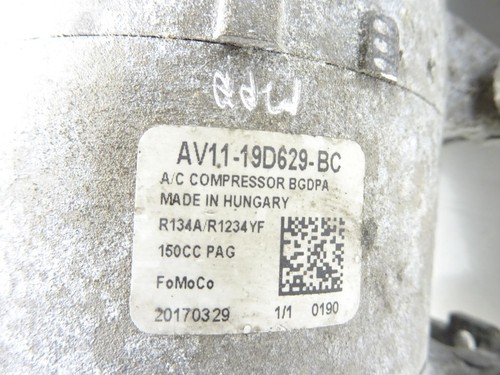 AV11-19D629-BC
A/C COMPRESSOR BGDPA
MADE IN HUNGARY
R134A/R1234YF
150CC PAG
FoMoCo
20170329 1/1 0190